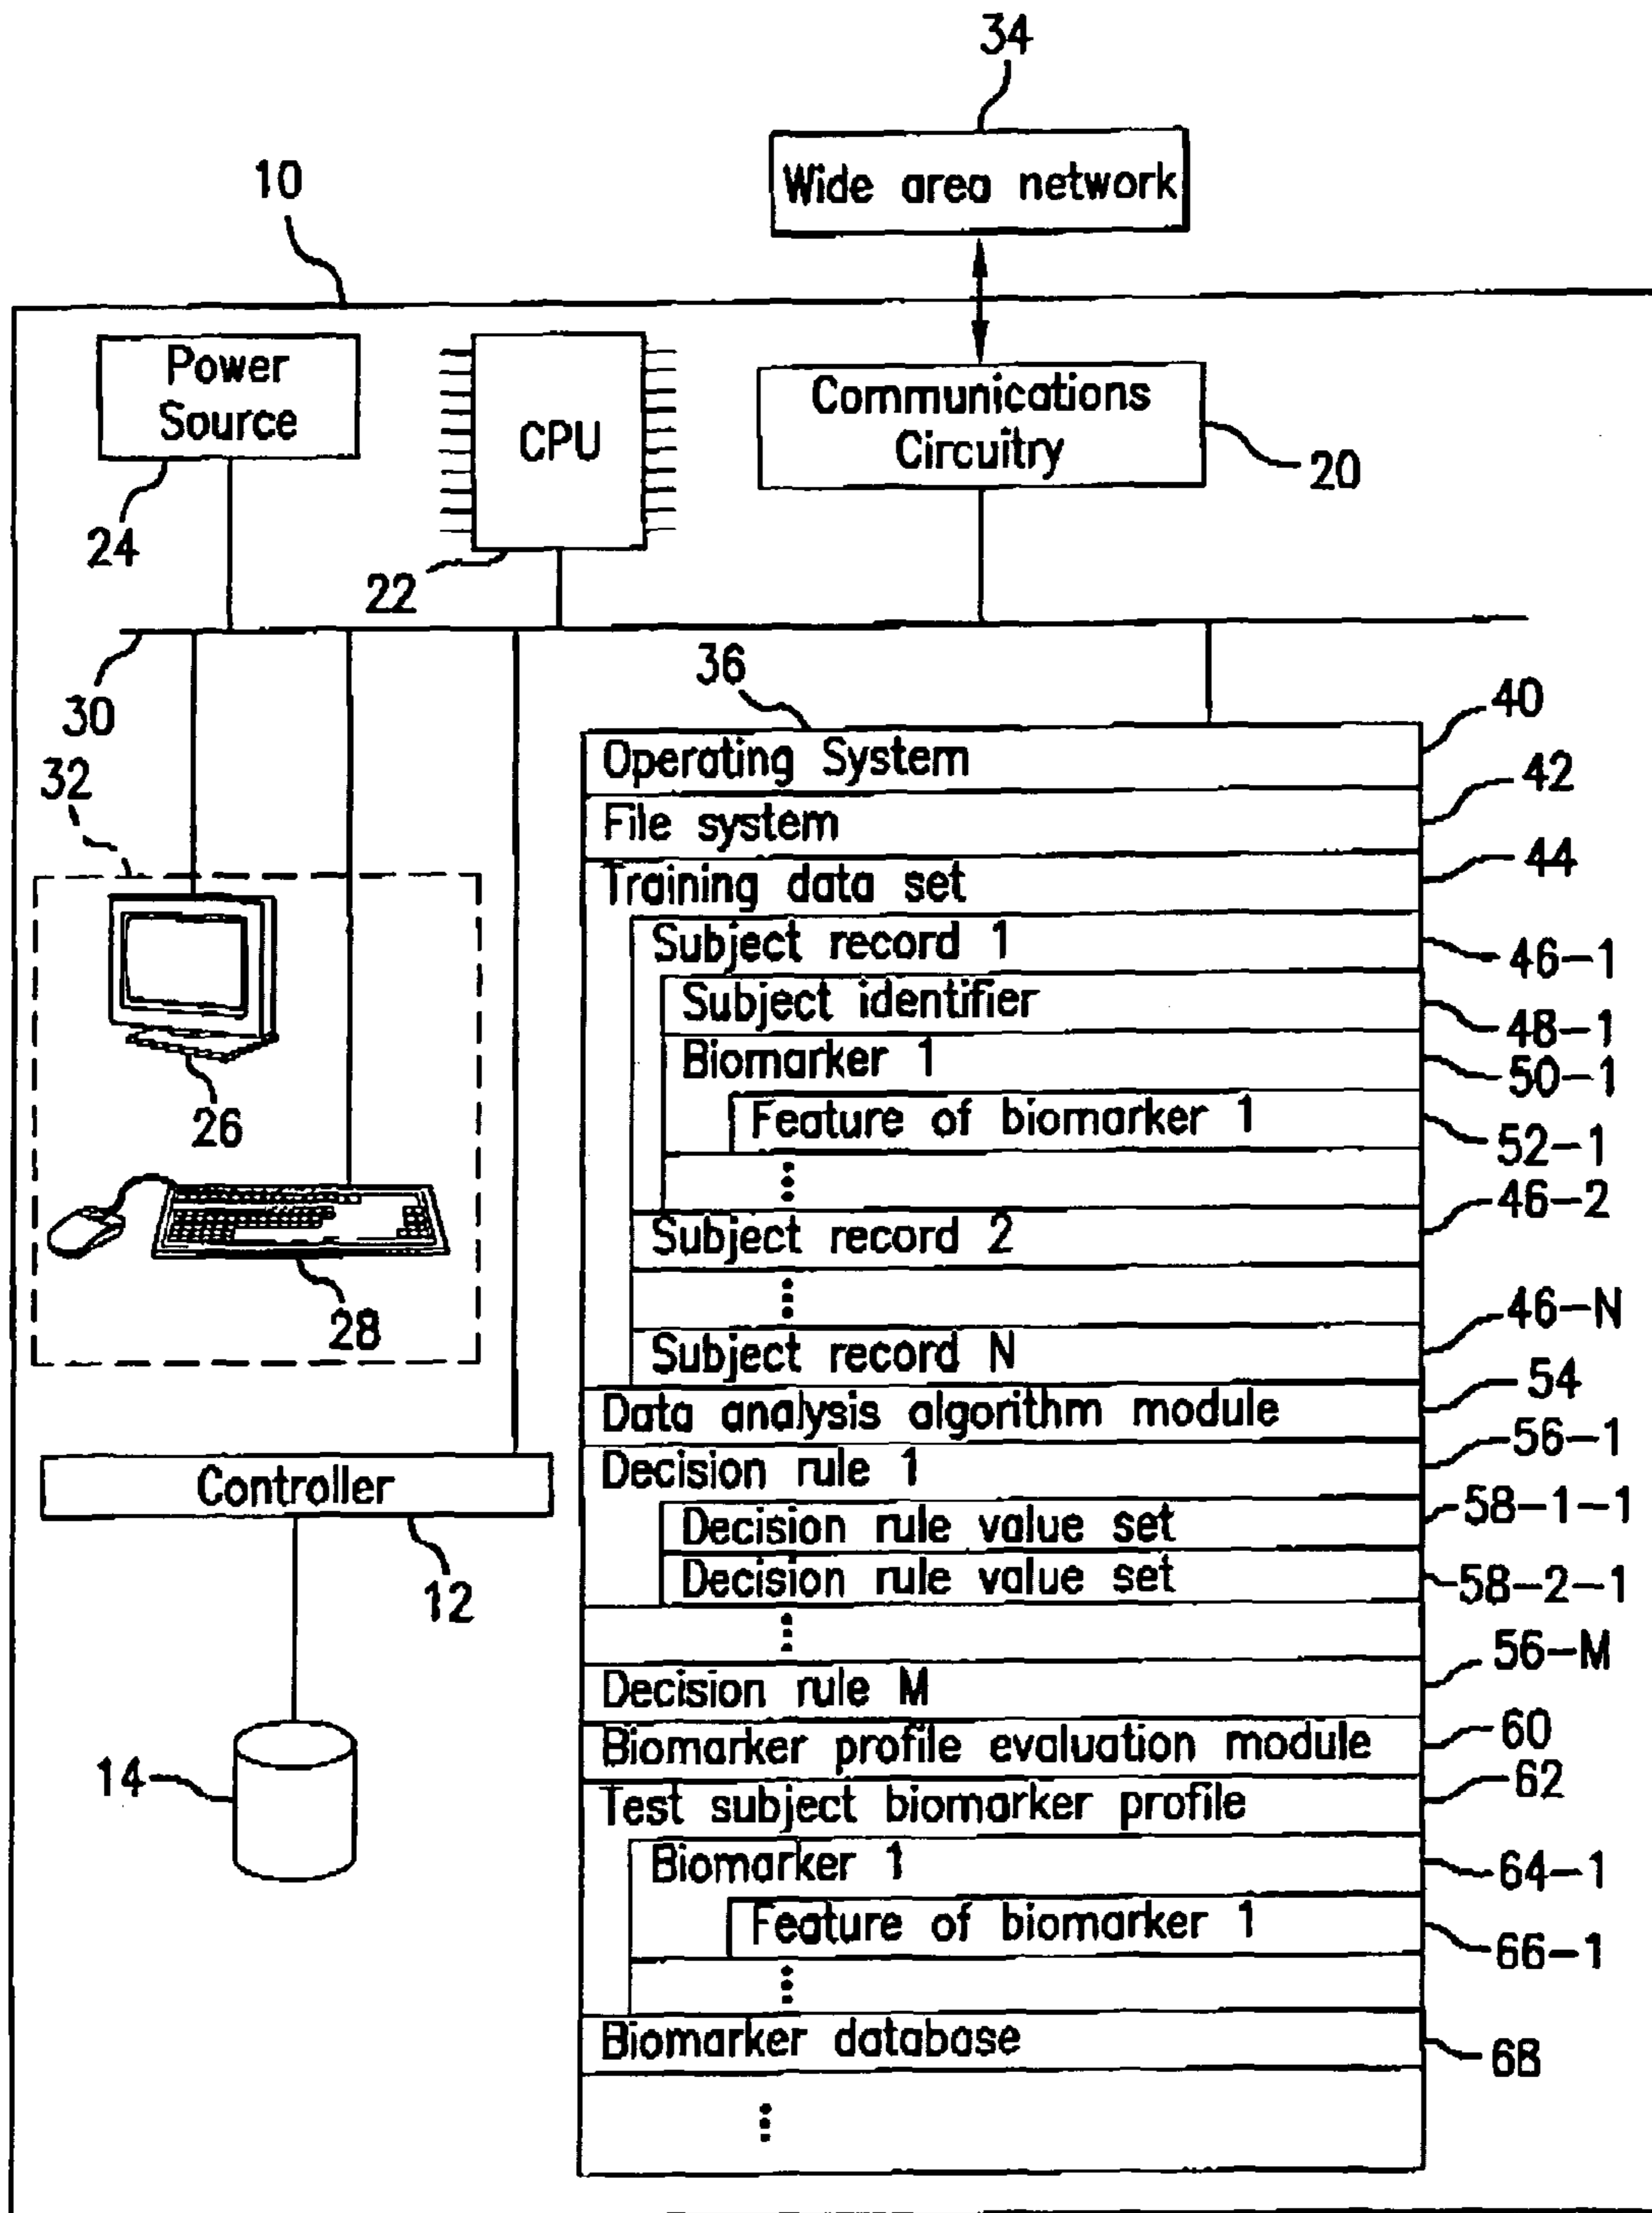 34
Wide area network
10
Power
Source
24
CPU
22
Communications
Circuitry
20
30
36
32
26
28
Controller
12
14
Operating System
40
File system
42
Training data set
44
Subject record 1
46-1
Subject identifier
48-1
Biomarker 1
50-1
Feature of biomarker 1
52-1
Subject record 2
46-2
Subject record N
46-N
Data analysis algorithm module
54
Decision rule 1
56-1
Decision rule value set
58-1-1
Decision rule value set
58-2-1
Decision rule M
56-M
Biomarker profile evaluation module
60
Test subject biomarker profile
62
Biomarker 1
64-1
Feature of biomarker 1
66-1
Biomarker database
68